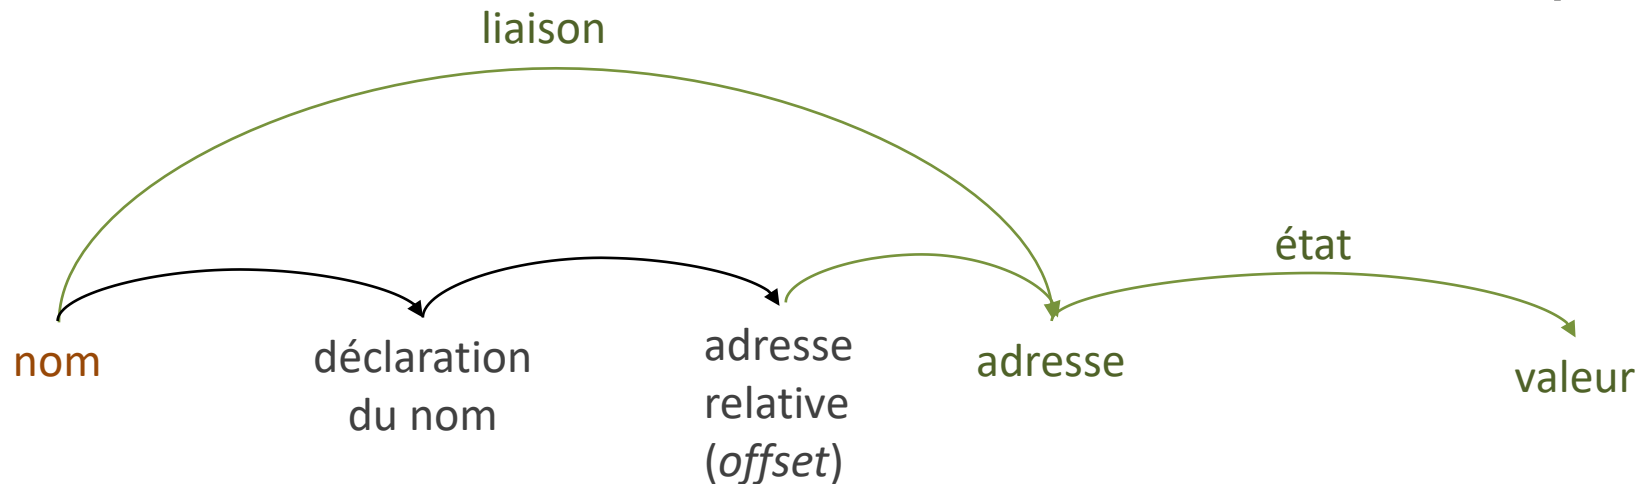 liaison
état
nom
déclaration
du nom
adresse
relative
(offset)
adresse
valeur